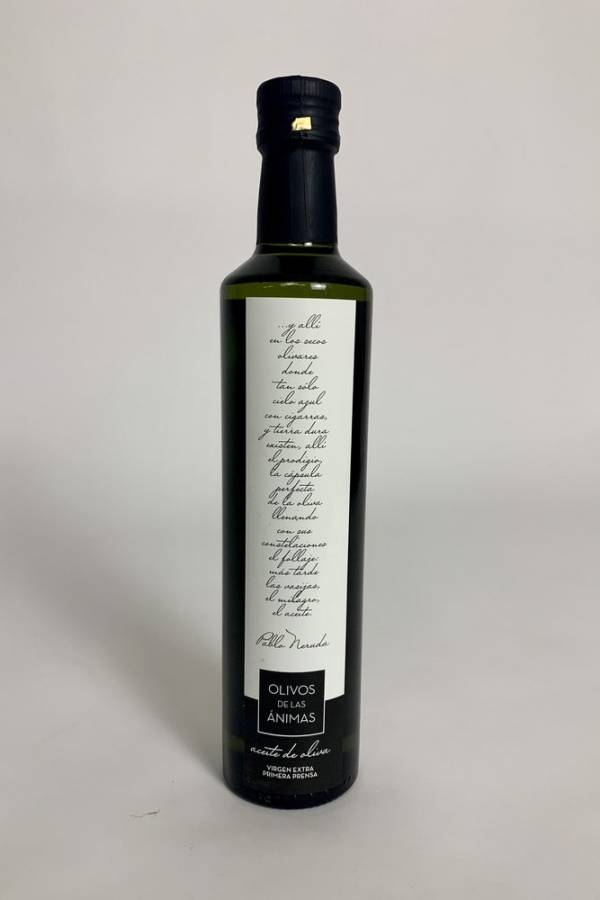 ...y allí
en los secos
olivares
donde
tan sólo
cielo azul
con cigarras,
y tierra dura
existen, allí
el prodigio,
la cápsula
perfecta
de la oliva
llenando
con sus
constelaciones
el follaje:
más tarde
las vasijas,
el milagro,
el aceite.
Pablo Neruda
OLIVOS
DE LAS
ÁNIMAS
aceite de oliva
VIRGEN EXTRA
PRIMERA PRENSA